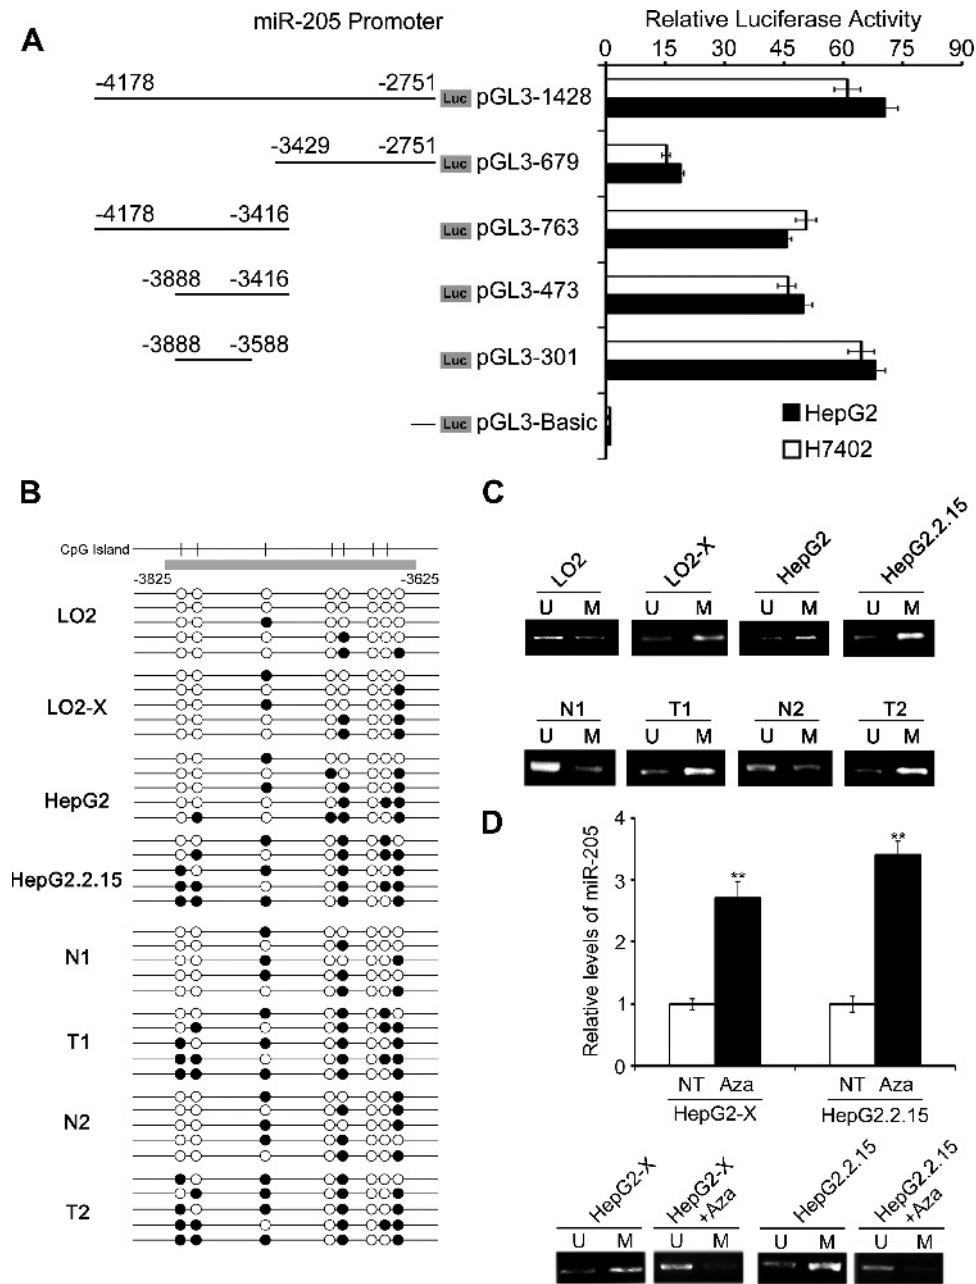 A
miR-205 Promoter
Relative Luciferase Activity
0 15 30 45 60 75 90
-4178 -2751
Luc pGL3-1428
-3429 -2751
Luc pGL3-679
-4178 -3416
Luc pGL3-763
-3888 -3416
Luc pGL3-473
-3888 -3588
Luc pGL3-301
Luc pGL3-Basic
HepG2
H7402
B
CpG Island
-3825 -3625
LO2
LO2-X
HepG2
HepG2.2.15
N1
T1
N2
T2
C
LO2 LO2-X HepG2 HepG2.2.15
U M U M U M U M
N1 T1 N2 T2
U M U M U M U M
D
Relative levels of miR-205
4
3
2
1
0
** **
NT Aza NT Aza
HepG2-X HepG2.2.15
HepG2-X HepG2-X +Aza HepG2.2.15 HepG2.2.15 +Aza
U M U M U M U M